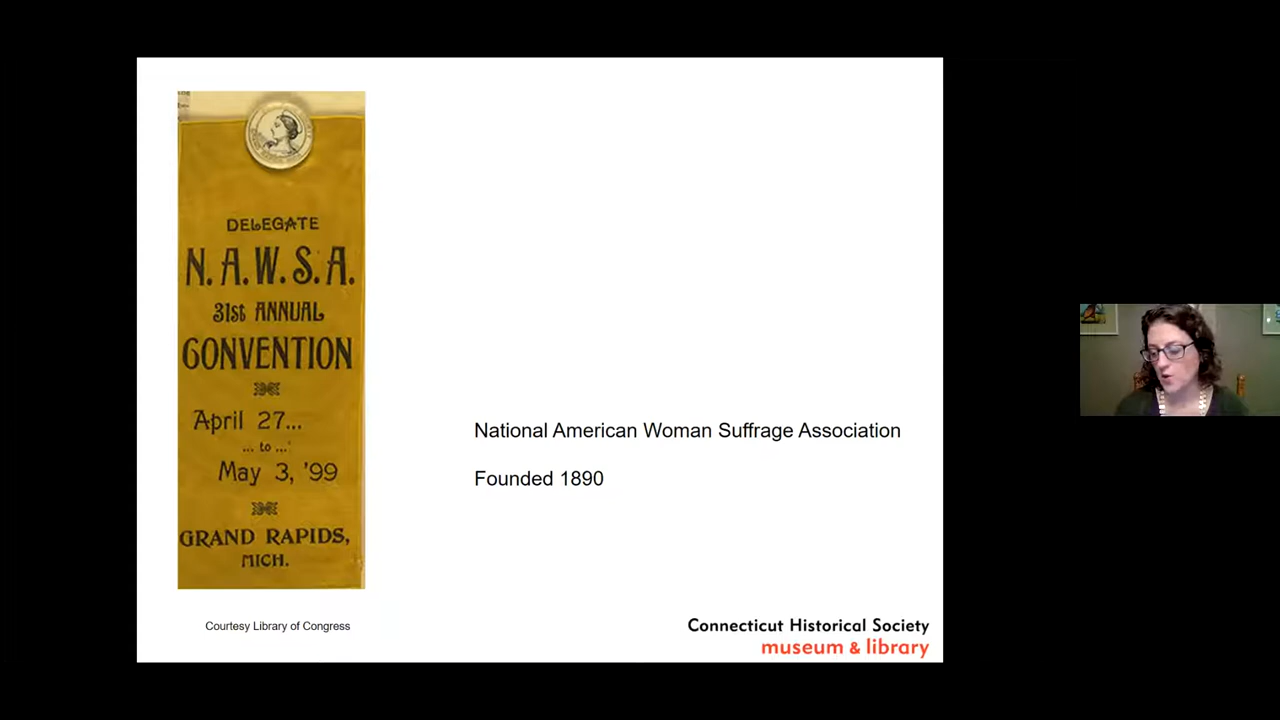 DELEGATE
N.A.W.S.A.
31st ANNUAL
CONVENTION
April 27...
... to ...
May 3, '99
GRAND RAPIDS,
MICH.
Courtesy Library of Congress
National American Woman Suffrage Association
Founded 1890
Connecticut Historical Society
museum & library